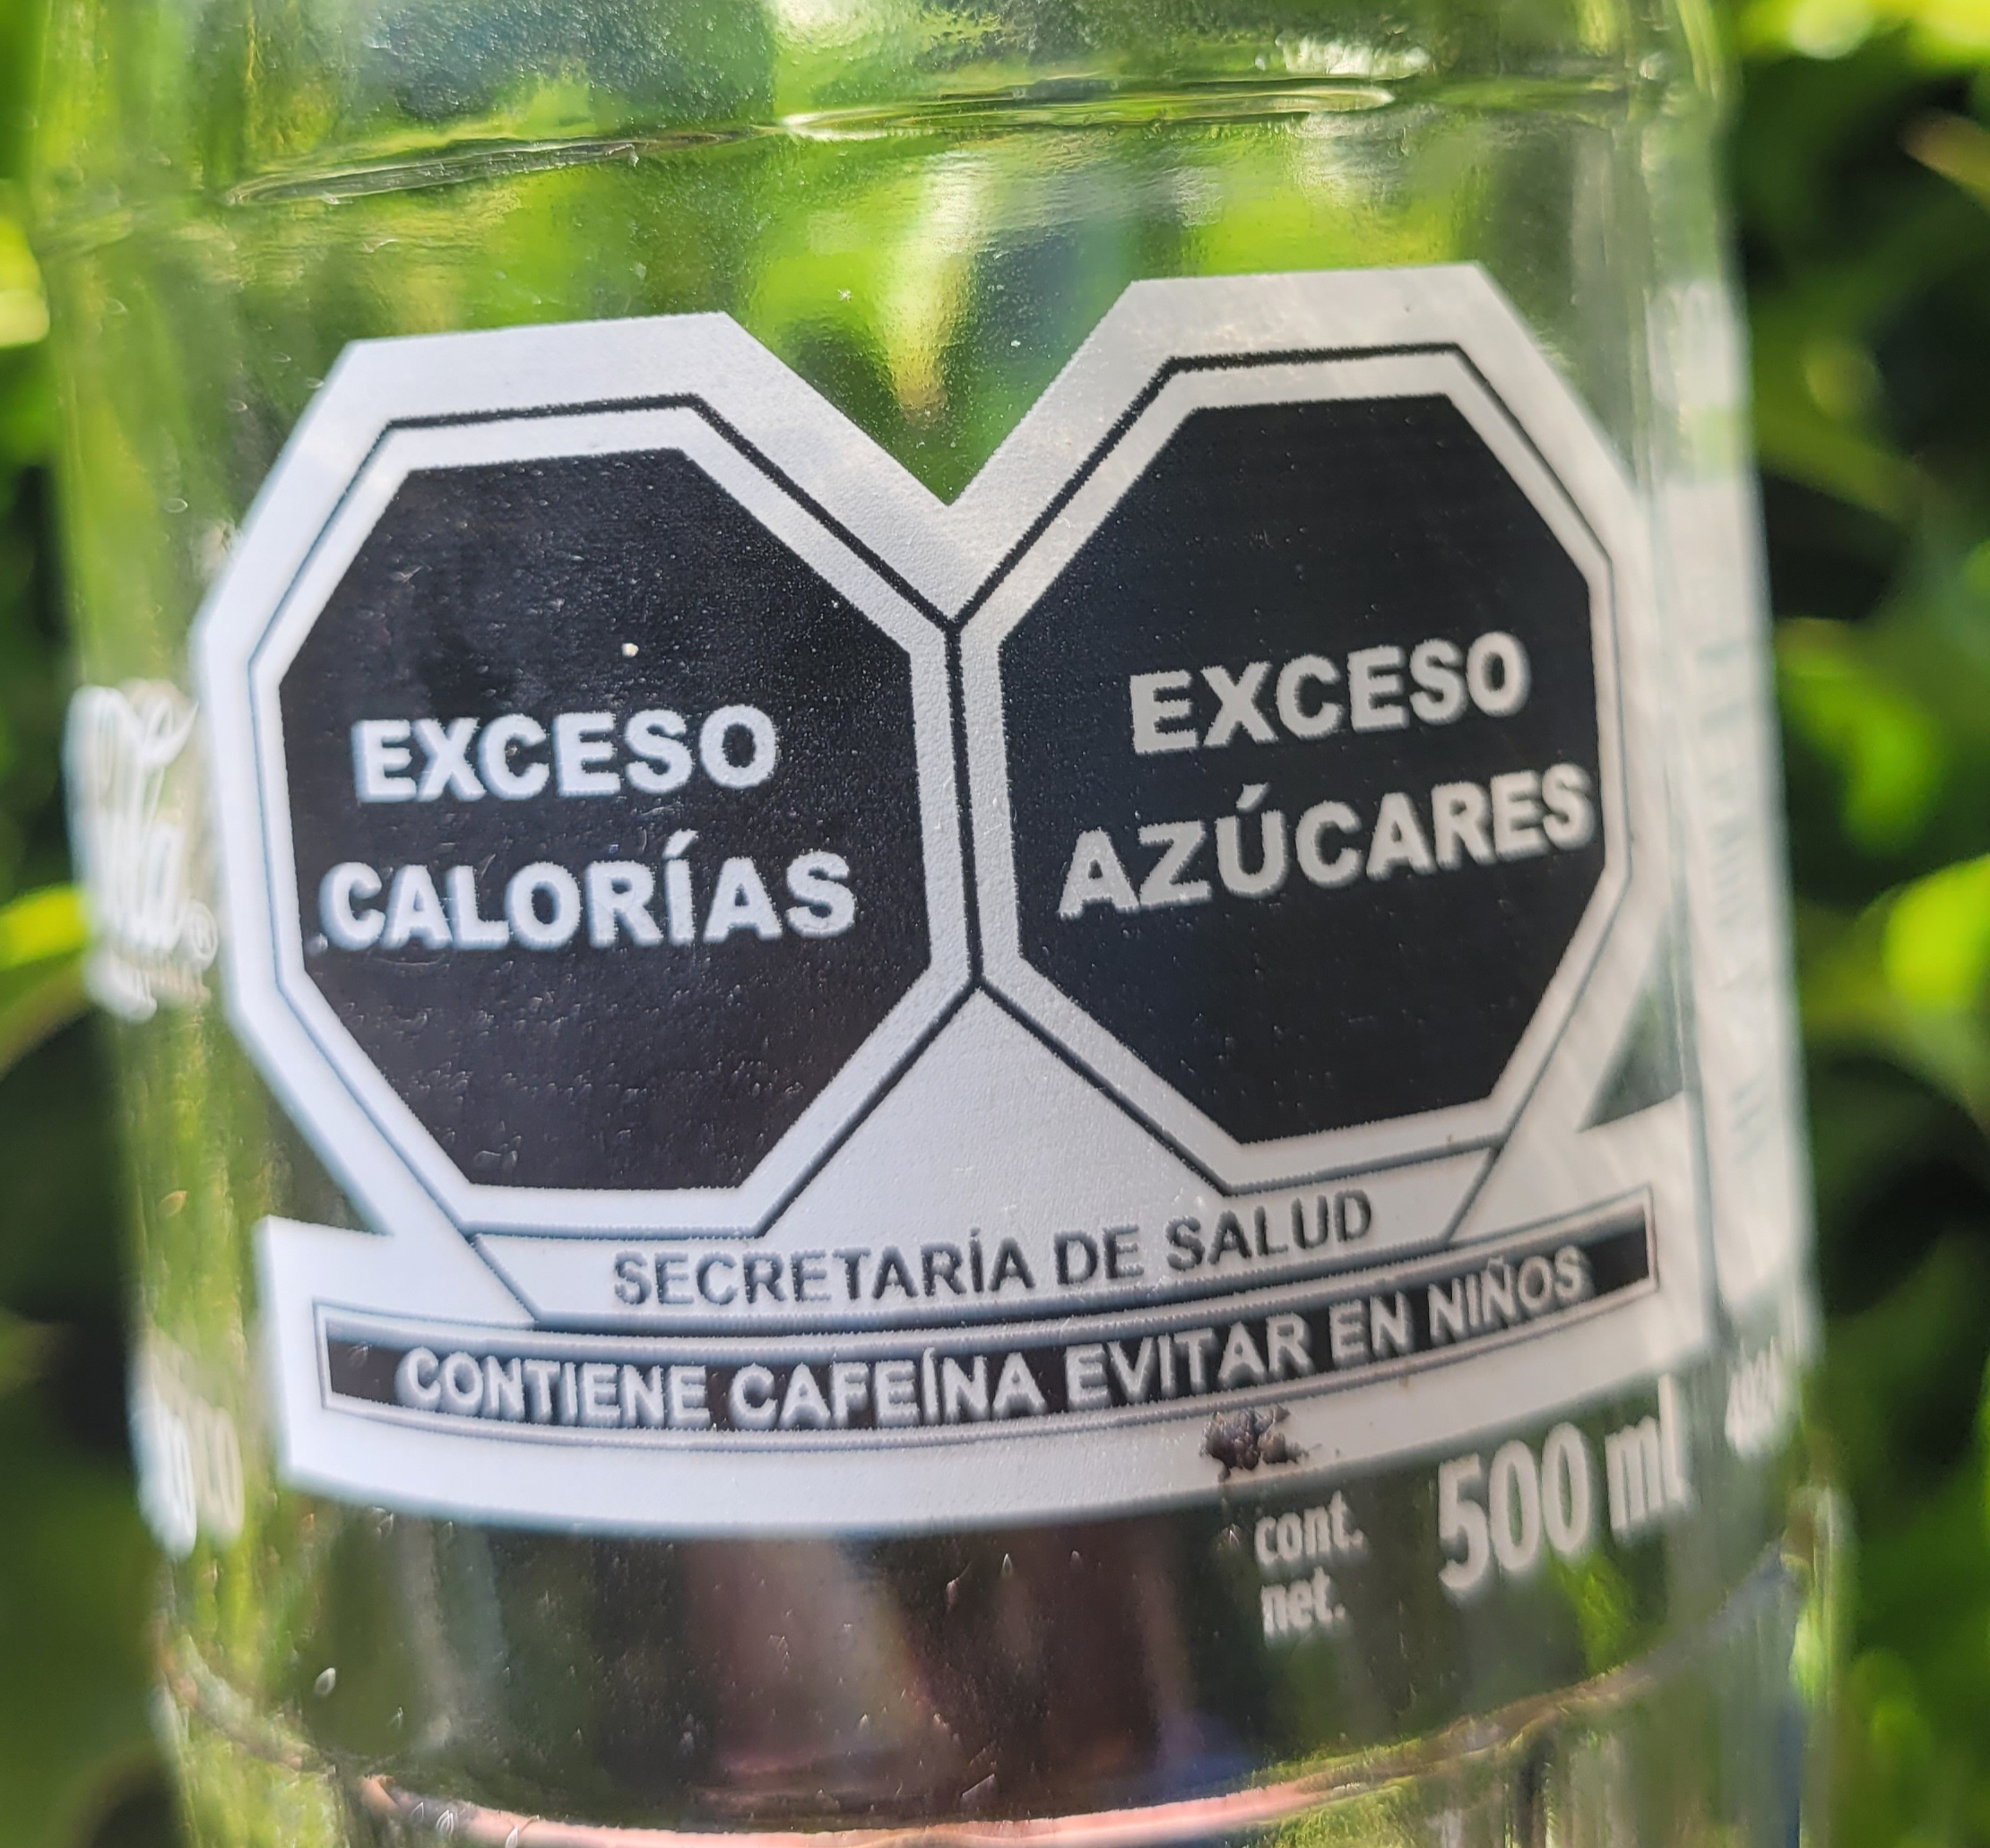 EXCESO
CALORÍAS
EXCESO
AZÚCARES
SECRETARÍA DE SALUD
CONTIENE CAFEÍNA EVITAR EN NIÑOS
cont.
net.
500 ml